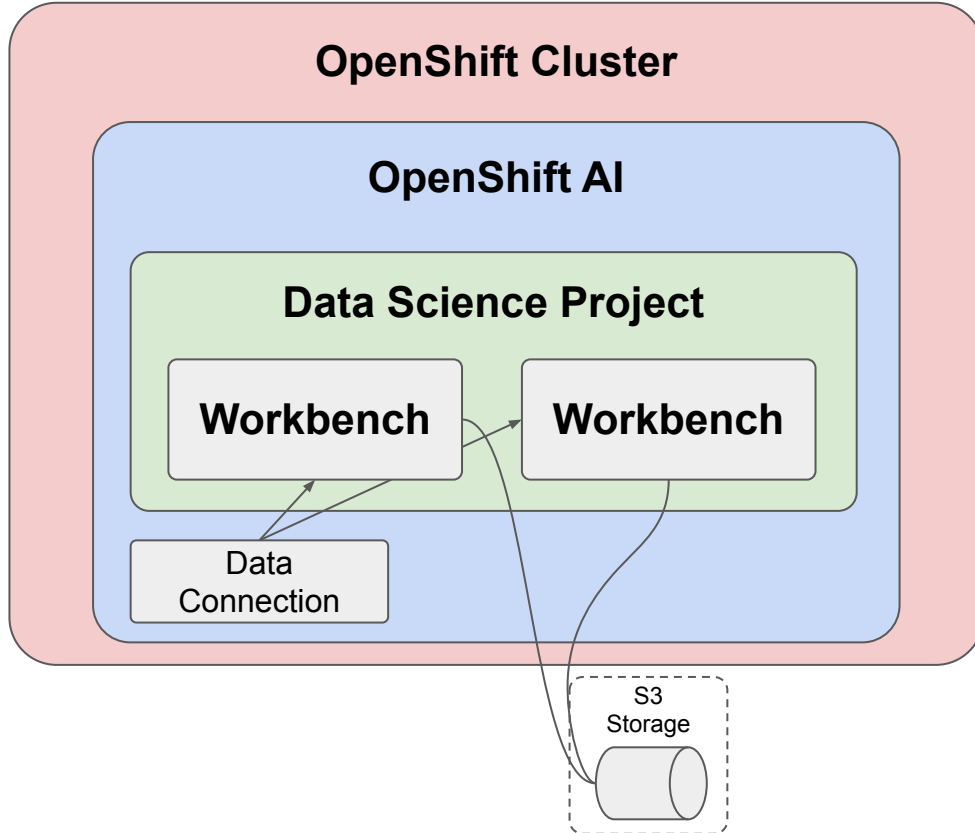 OpenShift Cluster
OpenShift AI
Data Science Project
Workbench
Workbench
Data
Connection
S3
Storage